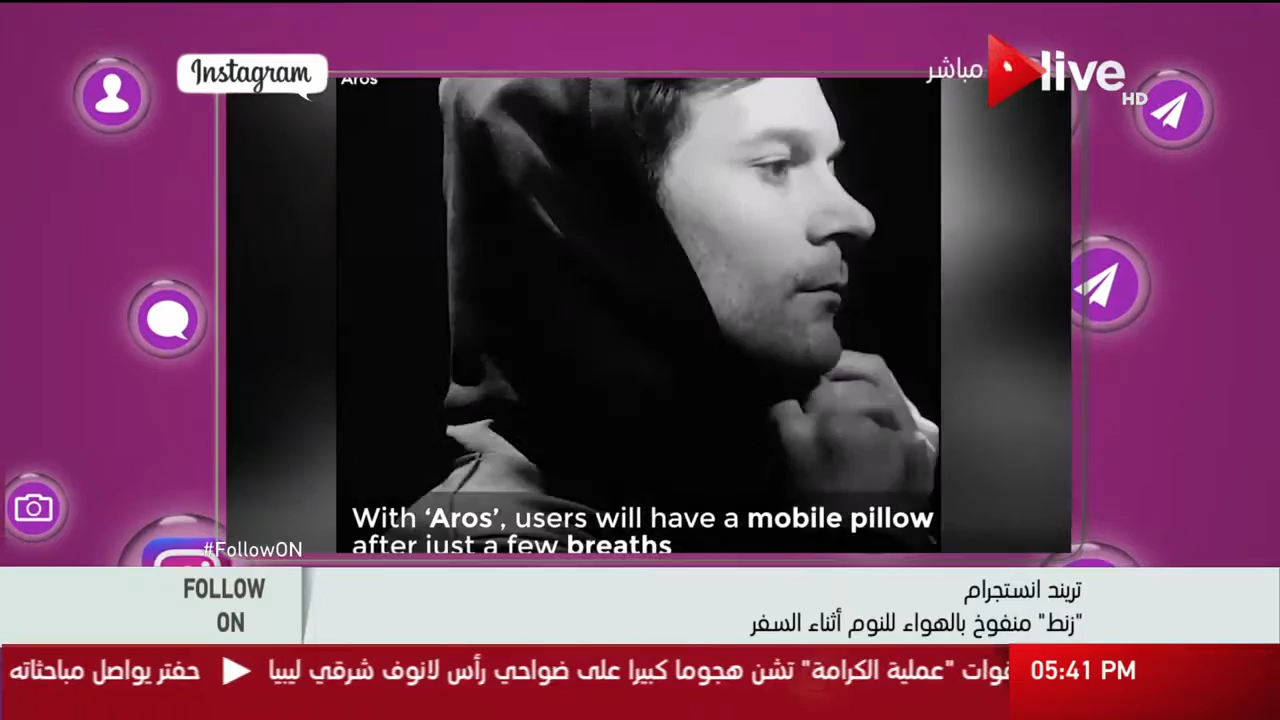 Instagram
Aros
مباشر
live
HD
With ‘Aros’, users will have a mobile pillow
after just a few breaths
#FollowON
FOLLOW
ON
تريند انستجرام
"زنط" منفوخ بالهواء للنوم أثناء السفر
قوات "عملية الكرامة" تشن هجوما كبيرا على ضواحي رأس لانوف شرقي ليبيا
حفتر يواصل مباحثاته
05:41 PM